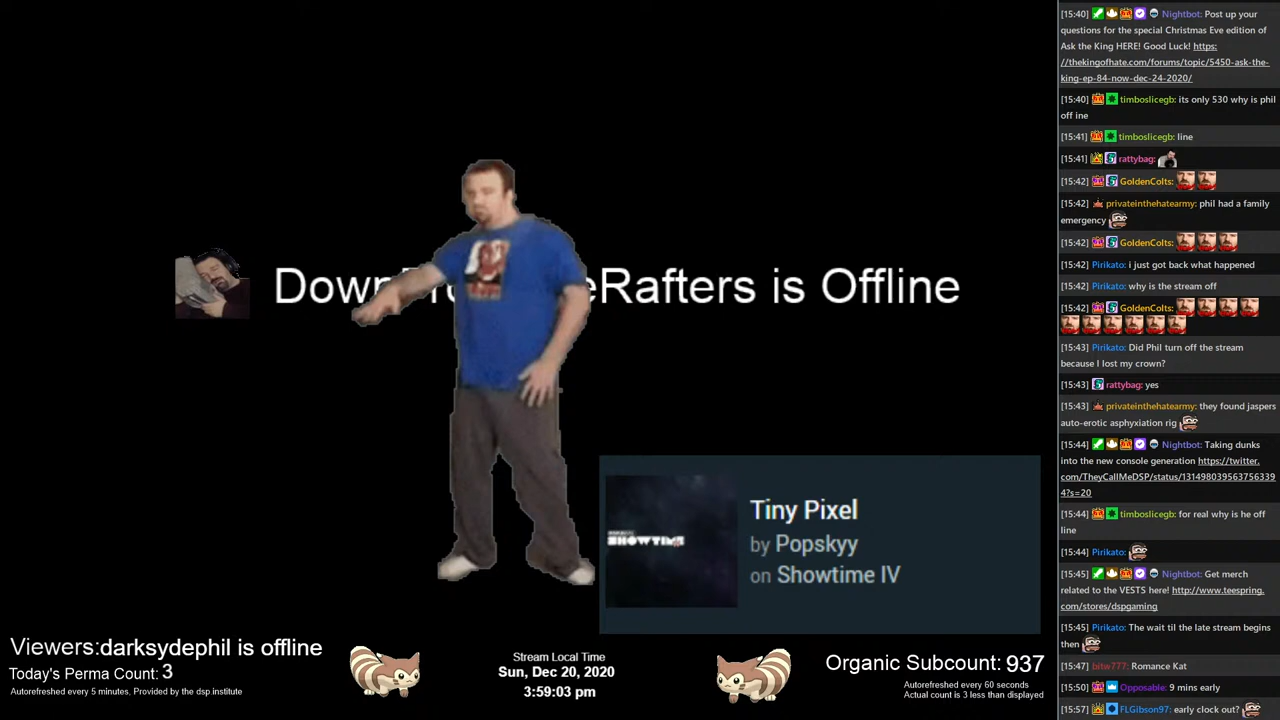 DownFro eRafters is Offline
Tiny Pixel
by Popskyy
on Showtime IV
SHOWTIME
Viewers:darksydephil is offline
Today's Perma Count: 3
Autorefreshed every 5 minutes, Provided by the dsp institute
Stream Local Time
Sun, Dec 20, 2020
3:59:03 pm
Organic Subcount: 937
Autorefreshed every 60 seconds
Actual count is 3 less than displayed
[15:40] Nightbot: Post up your
questions for the special Christmas Eve edition of
Ask the King HERE! Good Luck! https:
//thekingofhate.com/forums/topic/5450-ask-the-
king-ep-84-now-dec-24-2020/
[15:40] timboslicegb: its only 530 why is phil
off ine
[15:41] timboslicegb: line
[15:41] rattybag:
[15:42] GoldenColts:
[15:42] privateinthehatearmy: phil had a family
emergency
[15:42] GoldenColts:
[15:42] Pirikato: i just got back what happened
[15:42] Pirikato: why is the stream off
[15:42] GoldenColts:
[15:43] Pirikato: Did Phil turn off the stream
because I lost my crown?
[15:43] rattybag: yes
[15:43] privateinthehatearmy: they found jaspers
auto-erotic asphyxiation rig
[15:44] Nightbot: Taking dunks
into the new console generation https://twitter.
com/TheyCallMeDSP/status/131498039563756339
4?s=20
[15:44] timboslicegb: for real why is he off
line
[15:44] Pirikato:
[15:45] Nightbot: Get merch
related to the VESTS here! http://www.teespring.
com/stores/dspgaming
[15:45] Pirikato: The wait til the late stream begins
then
[15:47] bitw777: Romance Kat
[15:50] Opposable: 9 mins early
[15:57] FLGibson97: early clock out?